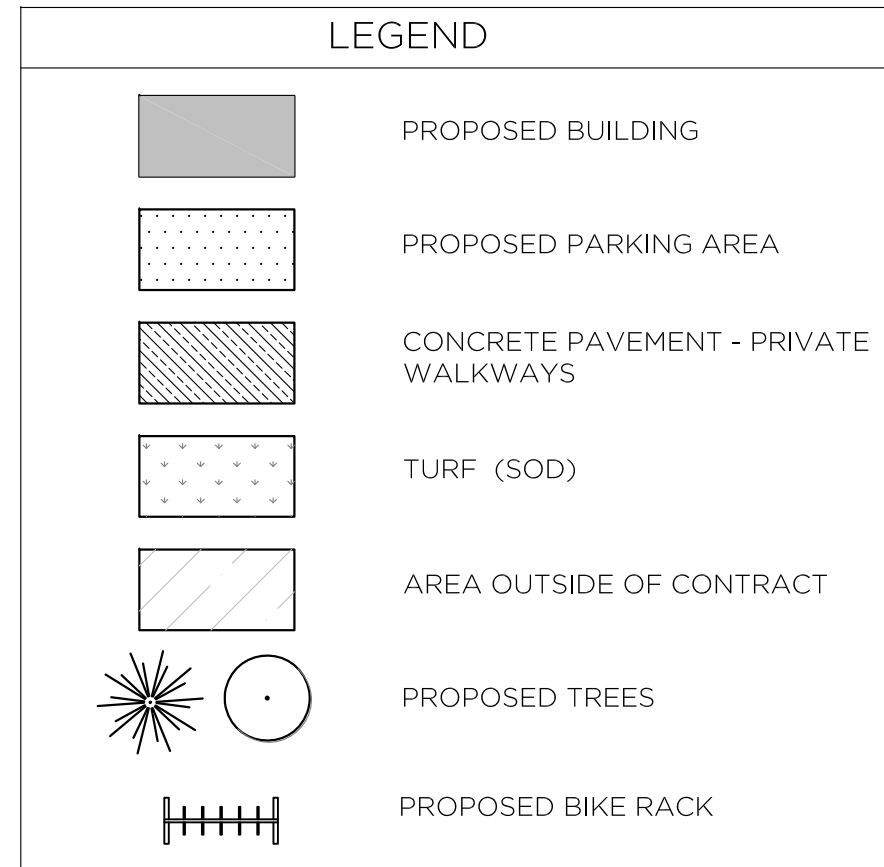 LEGEND
PROPOSED BUILDING
PROPOSED PARKING AREA
CONCRETE PAVEMENT - PRIVATE
WALKWAYS
TURF (SOD)
AREA OUTSIDE OF CONTRACT
PROPOSED TREES
PROPOSED BIKE RACK